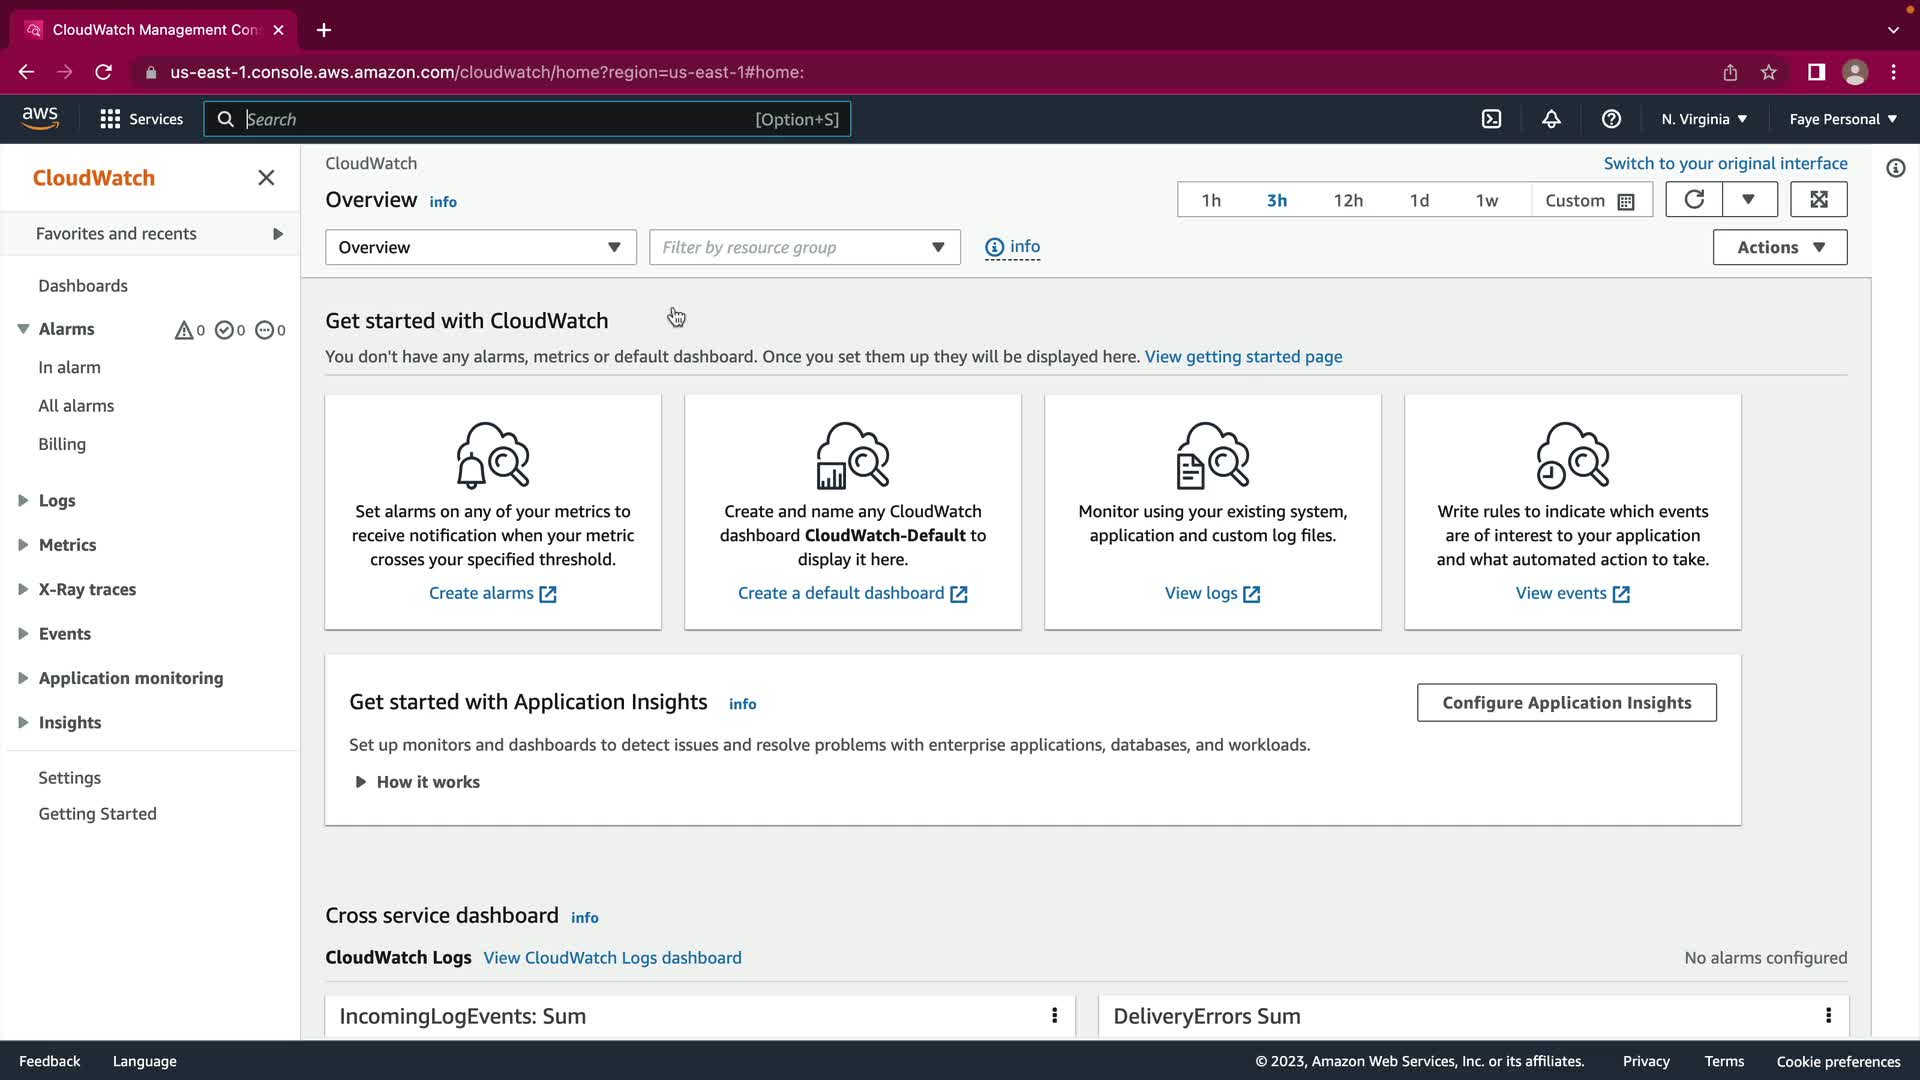 CloudWatch Management Con
us-east-1.console.aws.amazon.com/cloudwatch/home?region=us-east-1#home:
aws
Services
Search
[Option+S]
N. Virginia
Faye Personal
CloudWatch
Favorites and recents
Dashboards
Alarms
0
0
0
In alarm
All alarms
Billing
Logs
Metrics
X-Ray traces
Events
Application monitoring
Insights
Settings
Getting Started
CloudWatch
Switch to your original interface
Overview info
1h
3h
12h
1d
1w
Custom
Overview
Filter by resource group
info
Actions
Get started with CloudWatch
You don't have any alarms, metrics or default dashboard. Once you set them up they will be displayed here. View getting started page
Set alarms on any of your metrics to
receive notification when your metric
crosses your specified threshold.
Create alarms
Create and name any CloudWatch
dashboard CloudWatch-Default to
display it here.
Create a default dashboard
Monitor using your existing system,
application and custom log files.
View logs
Write rules to indicate which events
are of interest to your application
and what automated action to take.
View events
Get started with Application Insights info
Configure Application Insights
Set up monitors and dashboards to detect issues and resolve problems with enterprise applications, databases, and workloads.
How it works
Cross service dashboard info
CloudWatch Logs View CloudWatch Logs dashboard
No alarms configured
IncomingLogEvents: Sum
DeliveryErrors Sum
Feedback
Language
© 2023, Amazon Web Services, Inc. or its affiliates.
Privacy
Terms
Cookie preferences